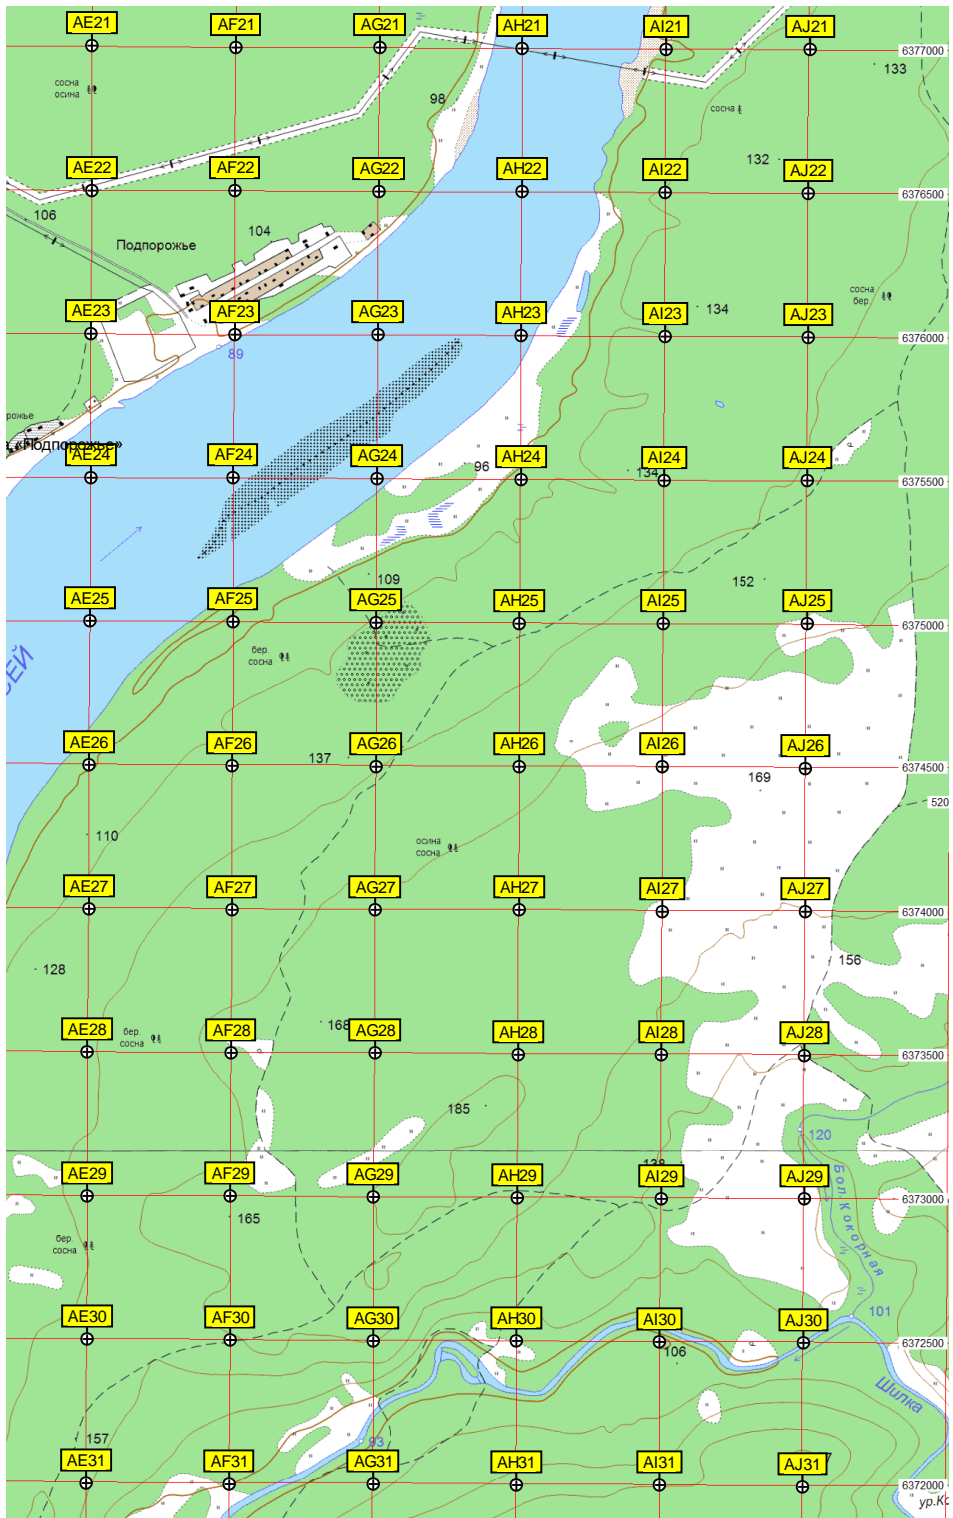 AE21 AF21 AG21 AH21 AI21 AJ21
6377000
133
сосна
осина
98
сосна
132
AE22 AF22 AG22 AH22 AI22 AJ22
6376500
106
104
Подпорожье
сосна
бер.
134
AE23 AF23 AG23 AH23 AI23 AJ23
6376000
89
рожье
«Подпорожье»
96
134
AE24 AF24 AG24 AH24 AI24 AJ24
6375500
109
152
AE25 AF25 AG25 AH25 AI25 AJ25
6375000
бер.
сосна
ЕЙ
AE26 AF26 AG26 AH26 AI26 AJ26
137
6374500
169
520
110
осина
сосна
AE27 AF27 AG27 AH27 AI27 AJ27
6374000
128
156
168
бер.
сосна
AE28 AF28 AG28 AH28 AI28 AJ28
6373500
185
120
138
AE29 AF29 AG29 AH29 AI29 AJ29
6373000
165
Бол. Кокорная
бер.
сосна
101
AE30 AF30 AG30 AH30 AI30 AJ30
6372500
106
Шилка
157
93
AE31 AF31 AG31 AH31 AI31 AJ31
7
6372000
ур.Ко